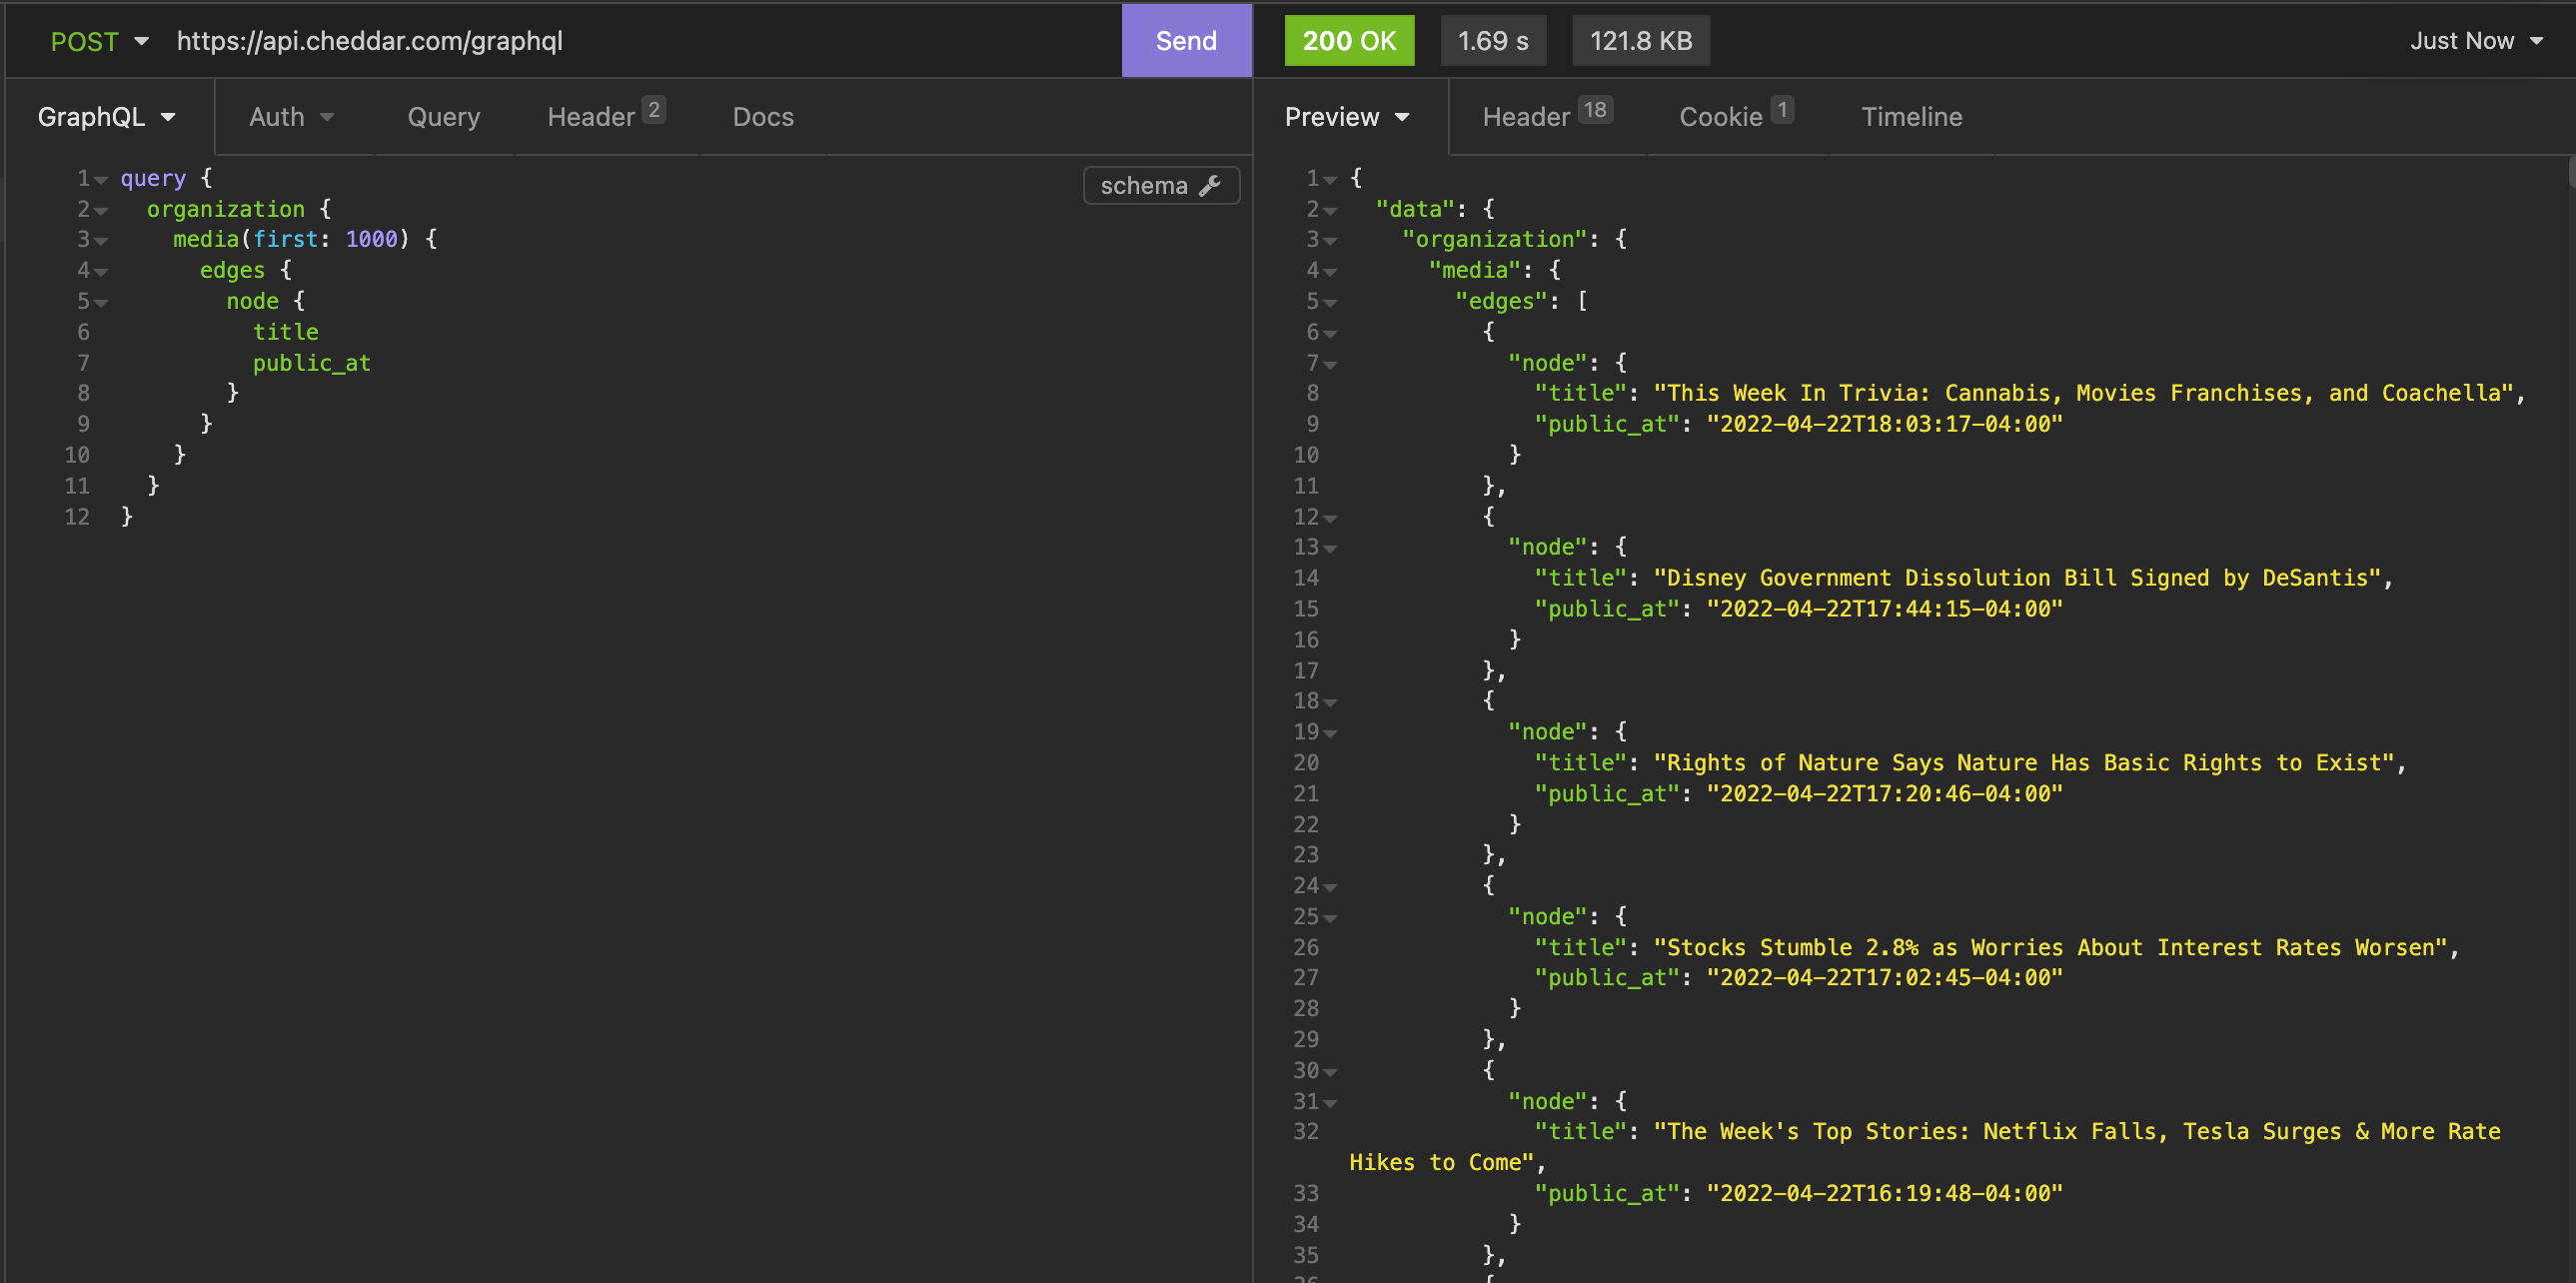 POST https://api.cheddar.com/graphql Send
GraphQL Auth Query Header 2 Docs
schema
1 query {
2 organization {
3 media(first: 1000) {
4 edges {
5 node {
6 title
7 public_at
8 }
9 }
10 }
11 }
12 }
200 OK 1.69 s 121.8 KB Just Now
Preview Header 18 Cookie 1 Timeline
1 {
2 "data": {
3 "organization": {
4 "media": {
5 "edges": [
6 {
7 "node": {
8 "title": "This Week In Trivia: Cannabis, Movies Franchises, and Coachella",
9 "public_at": "2022-04-22T18:03:17-04:00"
10 }
11 },
12 {
13 "node": {
14 "title": "Disney Government Dissolution Bill Signed by DeSantis",
15 "public_at": "2022-04-22T17:44:15-04:00"
16 }
17 },
18 {
19 "node": {
20 "title": "Rights of Nature Says Nature Has Basic Rights to Exist",
21 "public_at": "2022-04-22T17:20:46-04:00"
22 }
23 },
24 {
25 "node": {
26 "title": "Stocks Stumble 2.8% as Worries About Interest Rates Worsen",
27 "public_at": "2022-04-22T17:02:45-04:00"
28 }
29 },
30 {
31 "node": {
32 "title": "The Week's Top Stories: Netflix Falls, Tesla Surges & More Rate
Hikes to Come",
33 "public_at": "2022-04-22T16:19:48-04:00"
34 }
35 },